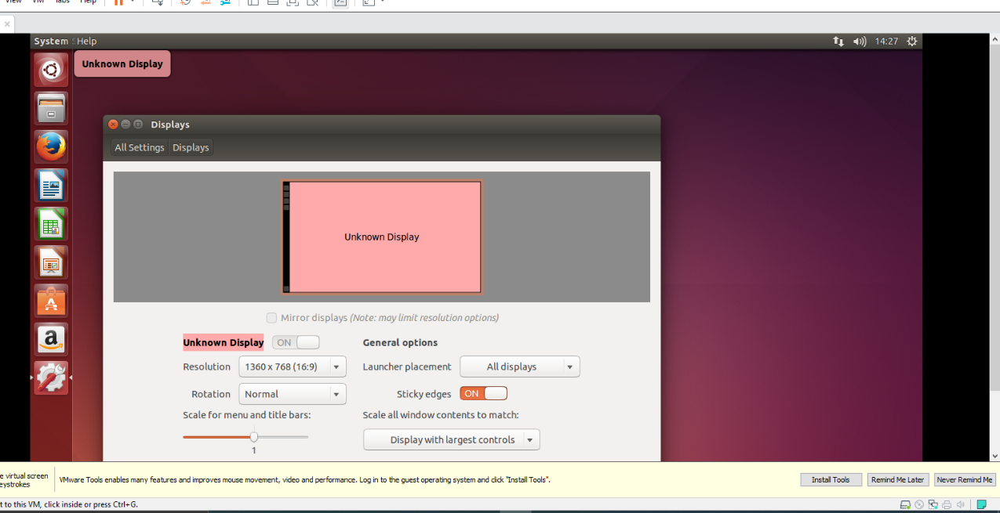 View VM Tabs Help
System Help
14:27
Unknown Display
Displays
All Settings Displays
Unknown Display
Mirror displays (Note: may limit resolution options)
Unknown Display ON General options
Resolution 1360 x 768 (16:9) Launcher placement All displays
Rotation Normal Sticky edges ON
Scale for menu and title bars: Scale all window contents to match:
Display with largest controls
1
a
e virtual screen
eystrokes
VMware Tools enables many features and improves mouse movement, video and performance. Log in to the guest operating system and click "Install Tools".
Install Tools Remind Me Later Never Remind Me
t to this VM, click inside or press Ctrl+G.